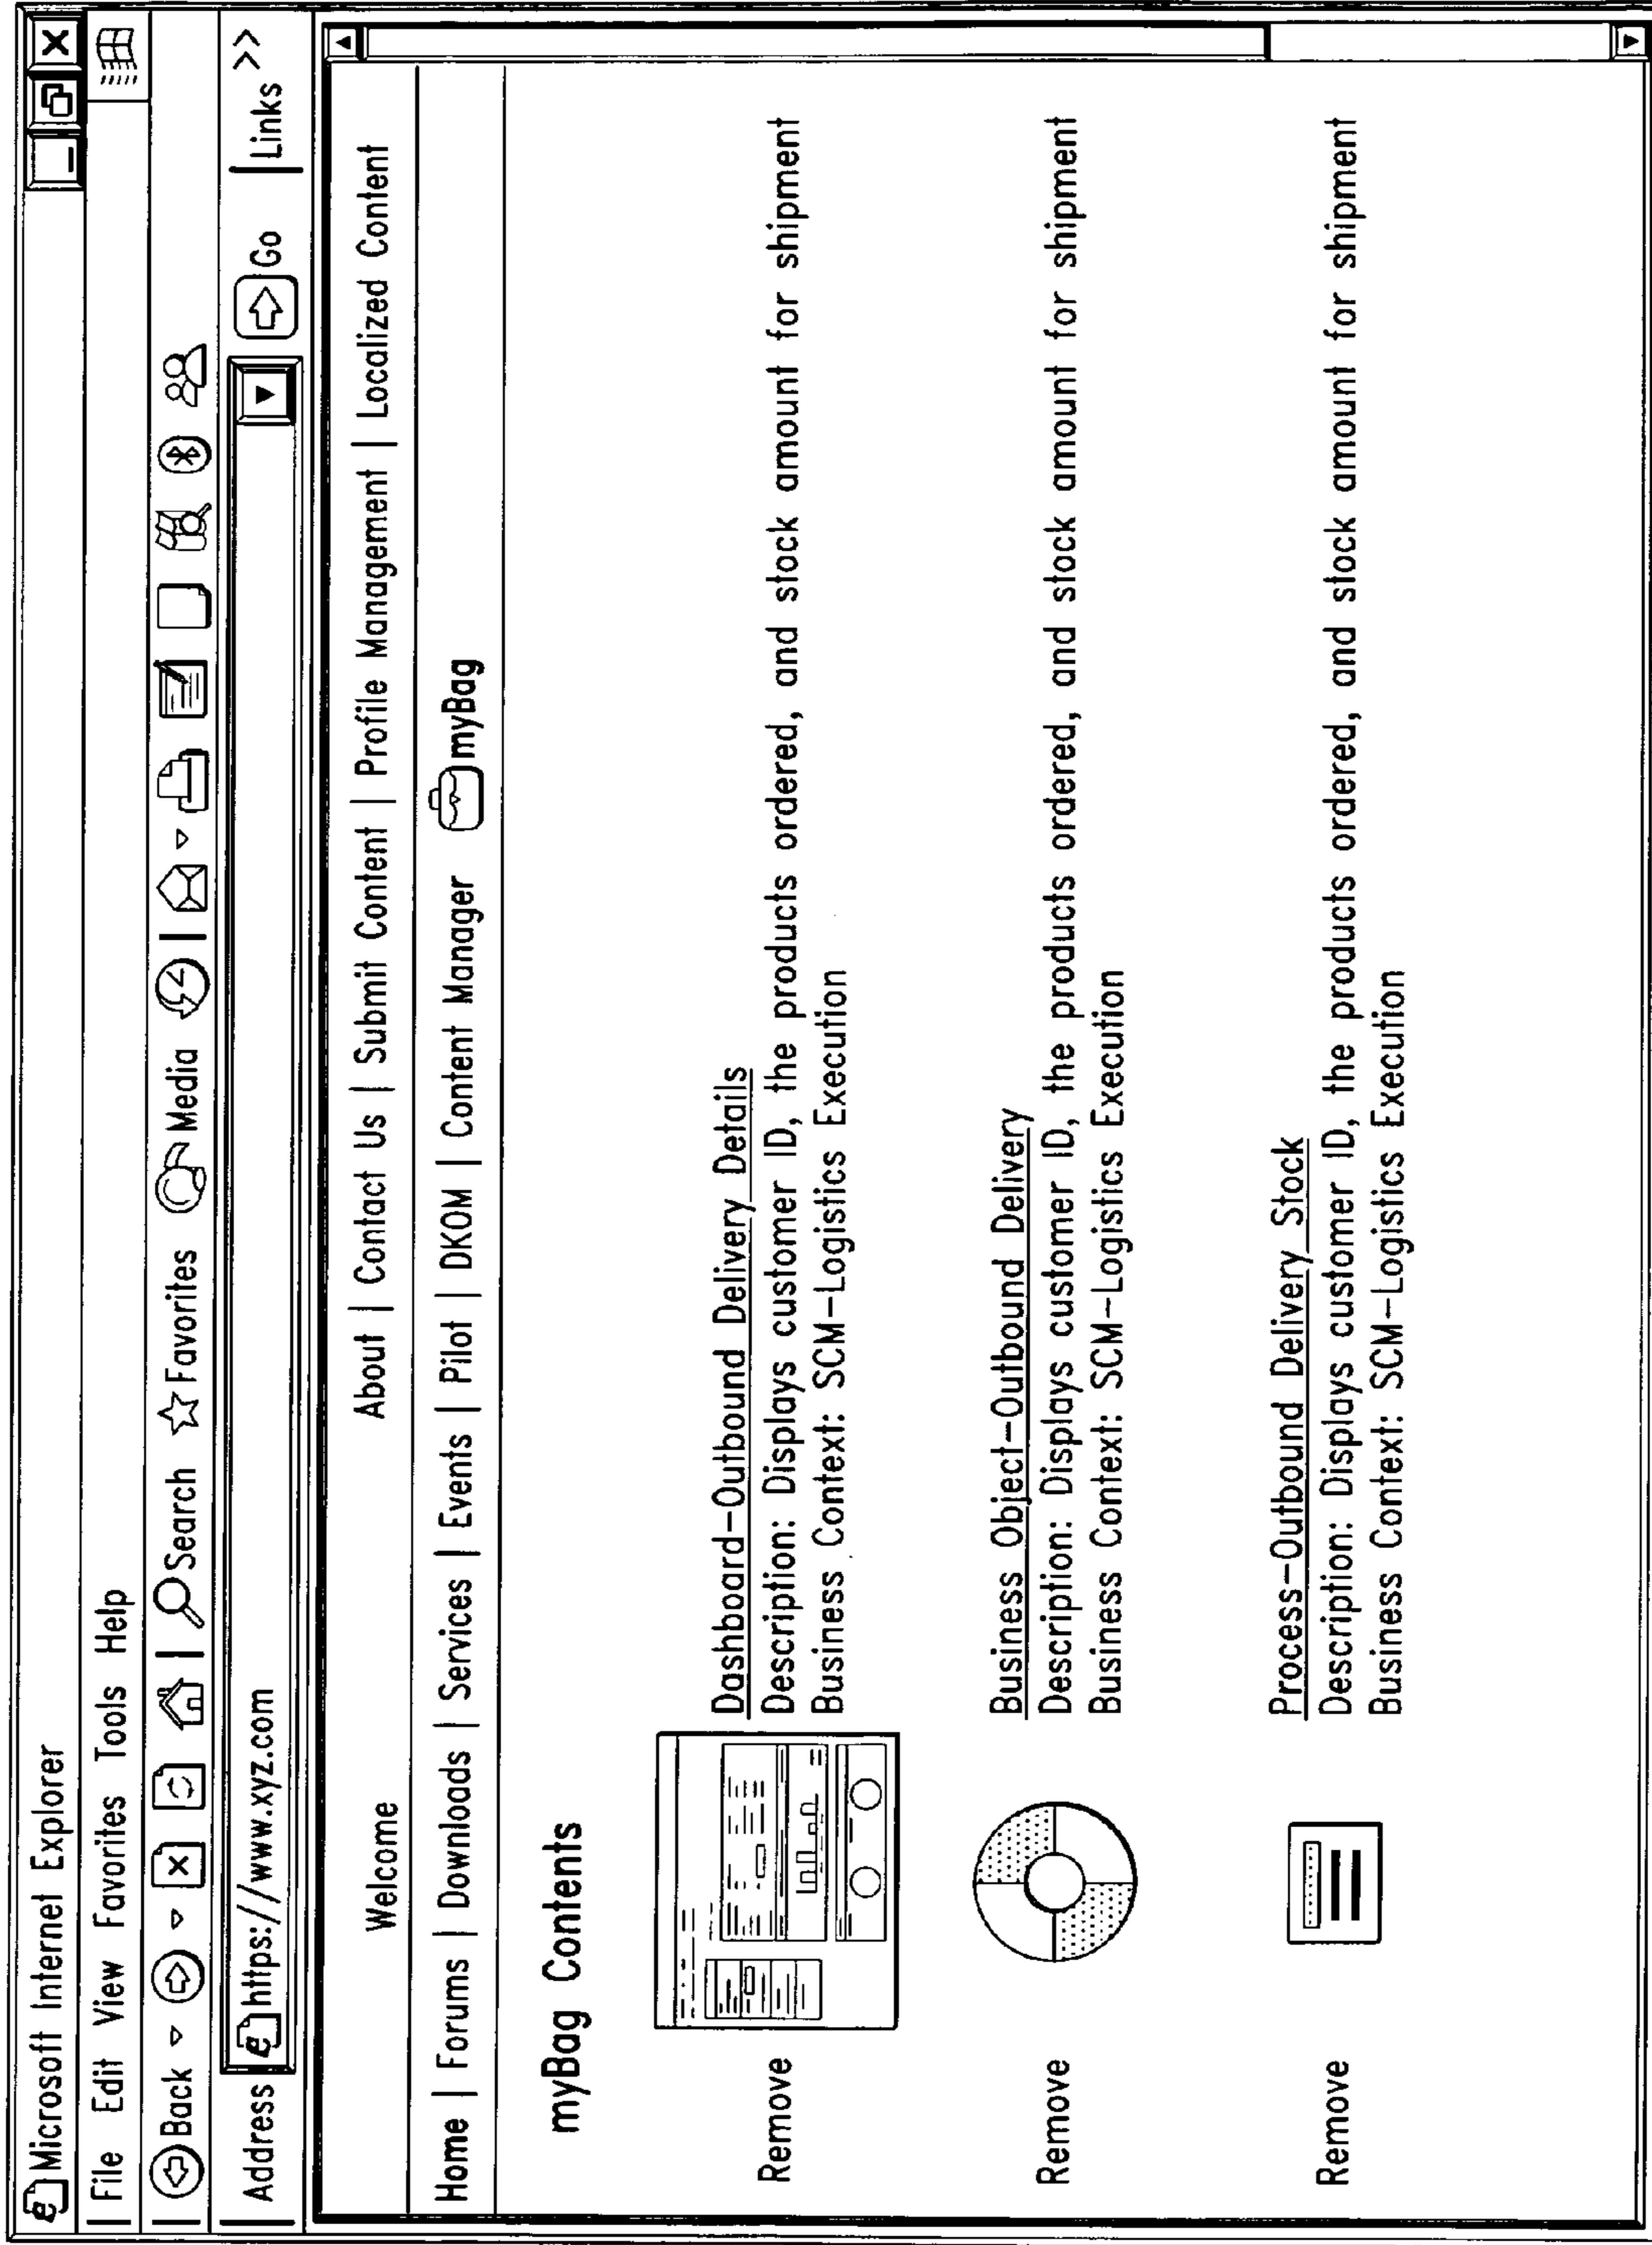 Microsoft Internet Explorer
File Edit View Favorites Tools Help
Back Search Favorites Media
Address https://www.xyz.com Go Links >>
Welcome About | Contact Us | Submit Content | Profile Management | Localized Content
Home | Forums | Downloads | Services | Events | Pilot | DKOM | Content Manager myBag
myBag Contents
Dashboard-Outbound Delivery Details
Remove Description: Displays customer ID, the products ordered, and stock amount for shipment
Business Context: SCM-Logistics Execution
Business Object-Outbound Delivery
Remove Description: Displays customer ID, the products ordered, and stock amount for shipment
Business Context: SCM-Logistics Execution
Process-Outbound Delivery Stock
Remove Description: Displays customer ID, the products ordered, and stock amount for shipment
Business Context: SCM-Logistics Execution